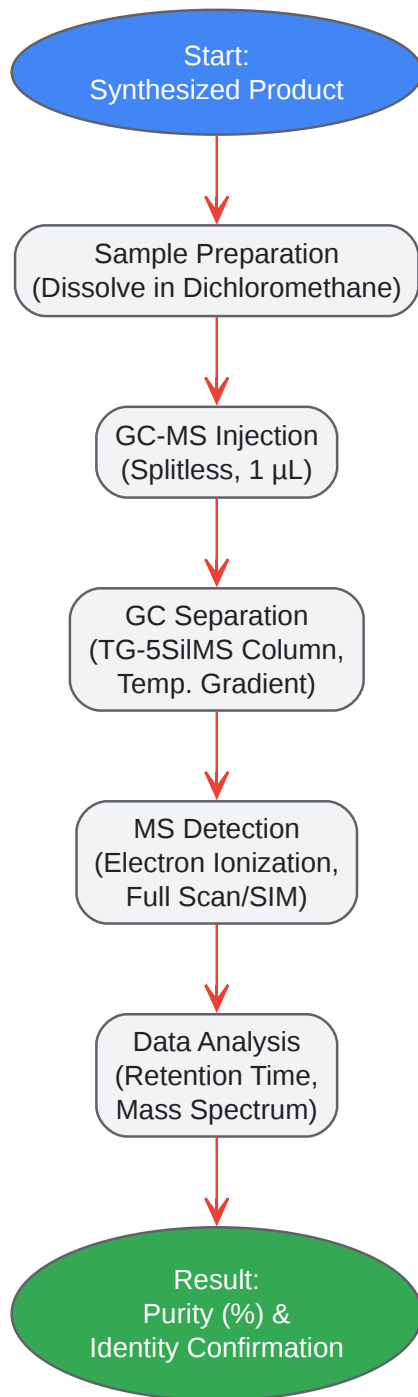 Start:
Synthesized Product
Sample Preparation
(Dissolve in Dichloromethane)
GC-MS Injection
(Splitless, 1 µL)
GC Separation
(TG-5SilMS Column,
Temp. Gradient)
MS Detection
(Electron Ionization,
Full Scan/SIM)
Data Analysis
(Retention Time,
Mass Spectrum)
Result:
Purity (%) &
Identity Confirmation